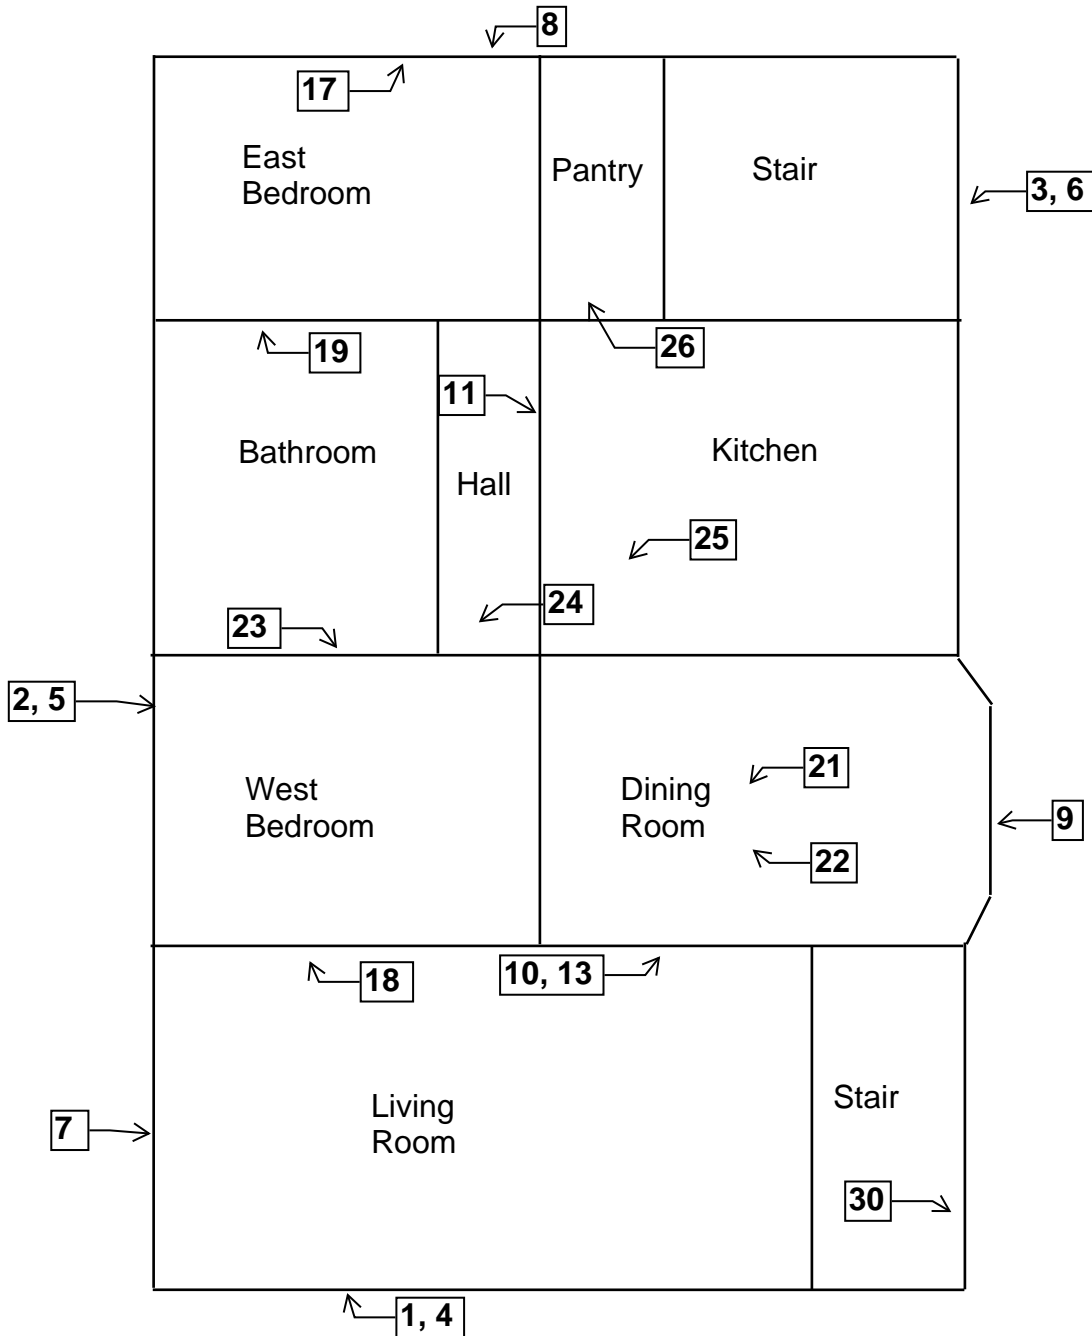 8
17
East
Bedroom
Pantry
Stair
3, 6
19
26
11
Bathroom
Kitchen
Hall
25
24
23
2, 5
West
Bedroom
Dining
Room
21
22
9
18
10, 13
Living
Room
Stair
7
30
1, 4